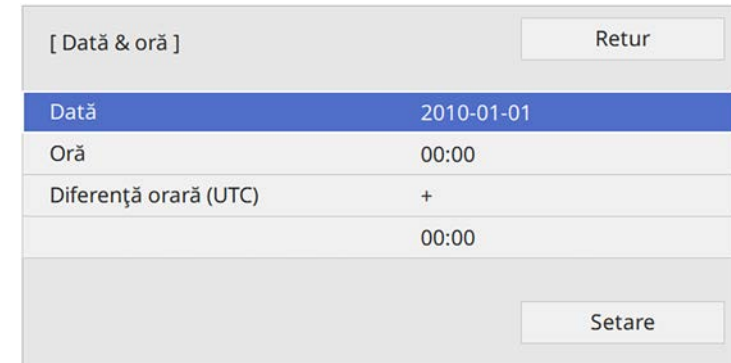 [ Dată & oră ]
Retur
Dată 2010-01-01
Oră 00:00
Diferenţă orară (UTC) +
00:00
Setare